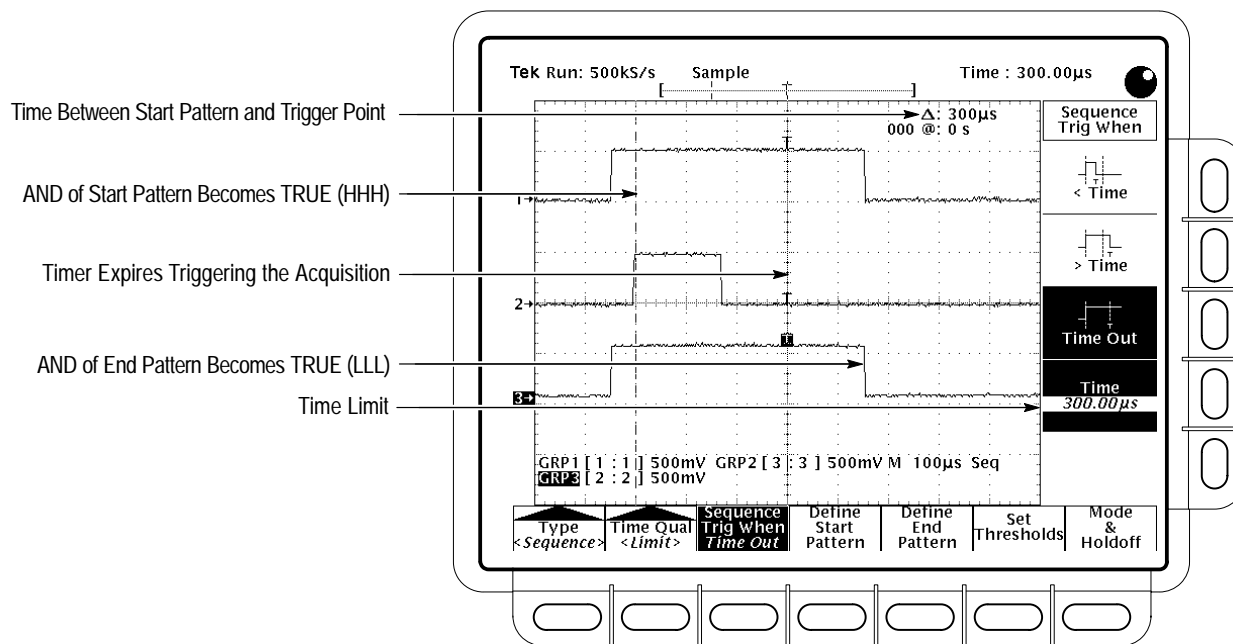 Tek Run: 500kS/s Sample Time : 300.00µs
Time Between Start Pattern and Trigger Point
Δ: 300µs
000 @: 0 s
AND of Start Pattern Becomes TRUE (HHH)
1
Timer Expires Triggering the Acquisition
2
T
AND of End Pattern Becomes TRUE (LLL)
3
Time Limit
GRP1 [ 1 : 1 ] 500mV GRP2 [ 3 : 3 ] 500mV M 100µs Seq
GRP3 [ 2 : 2 ] 500mV
Sequence
Trig When
T
< Time
T
> Time
T
Time Out
Time
300.00µs
Type
<Sequence>
Time Qual
<Limit>
Sequence
Trig When
Time Out
Define
Start
Pattern
Define
End
Pattern
Set
Thresholds
Mode
&
Holdoff